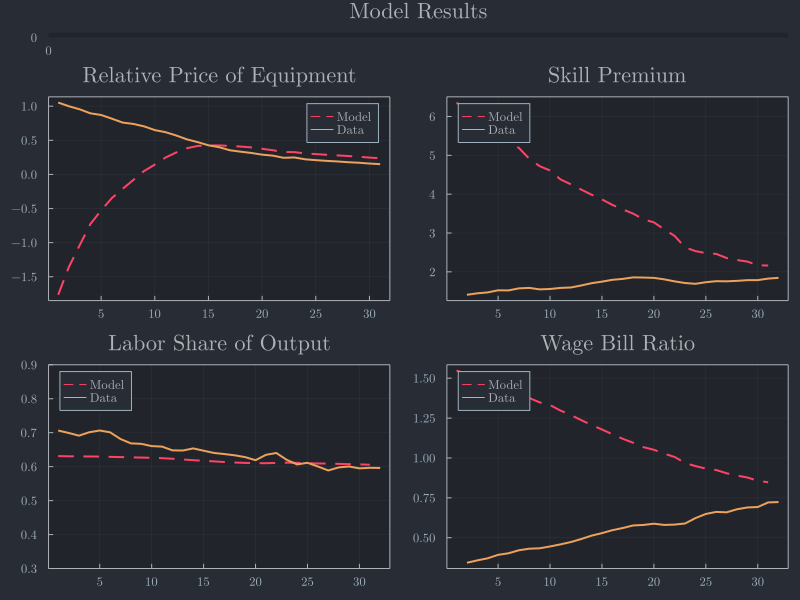 Model Results
0
0
Relative Price of Equipment
1.0
0.5
0.0
−0.5
−1.0
−1.5
Model
Data
5 10 15 20 25 30
Skill Premium
6
5
4
3
2
Model
Data
5 10 15 20 25 30
Labor Share of Output
0.9
0.8
0.7
0.6
0.5
0.4
0.3
Model
Data
5 10 15 20 25 30
Wage Bill Ratio
1.50
1.25
1.00
0.75
0.50
Model
Data
5 10 15 20 25 30